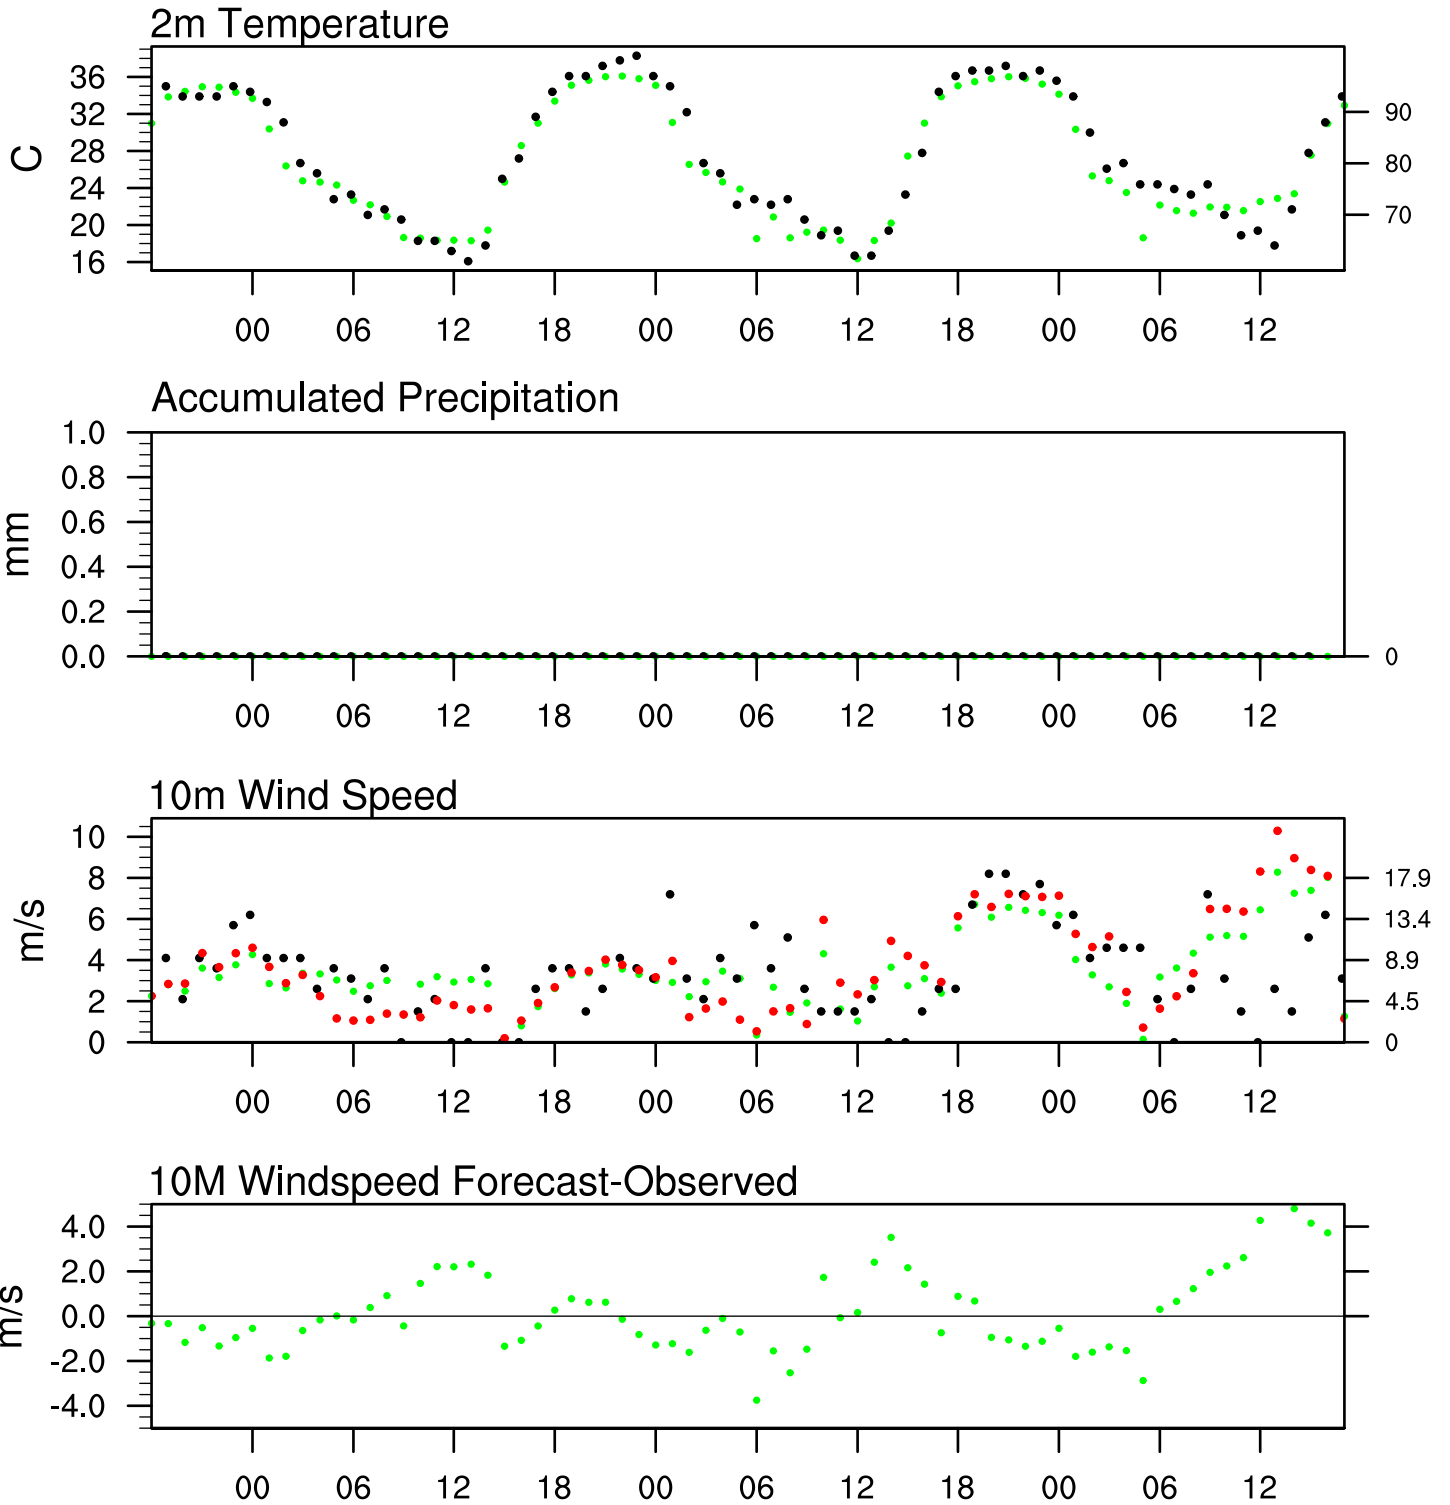 2m Temperature
C
36
32
28
24
20
16
90
80
70
00 06 12 18 00 06 12 18 00 06 12
Accumulated Precipitation
mm
1.0
0.8
0.6
0.4
0.2
0.0
0
00 06 12 18 00 06 12 18 00 06 12
10m Wind Speed
m/s
10
8
6
4
2
0
17.9
13.4
8.9
4.5
0
00 06 12 18 00 06 12 18 00 06 12
10M Windspeed Forecast-Observed
m/s
4.0
2.0
0.0
-2.0
-4.0
00 06 12 18 00 06 12 18 00 06 12